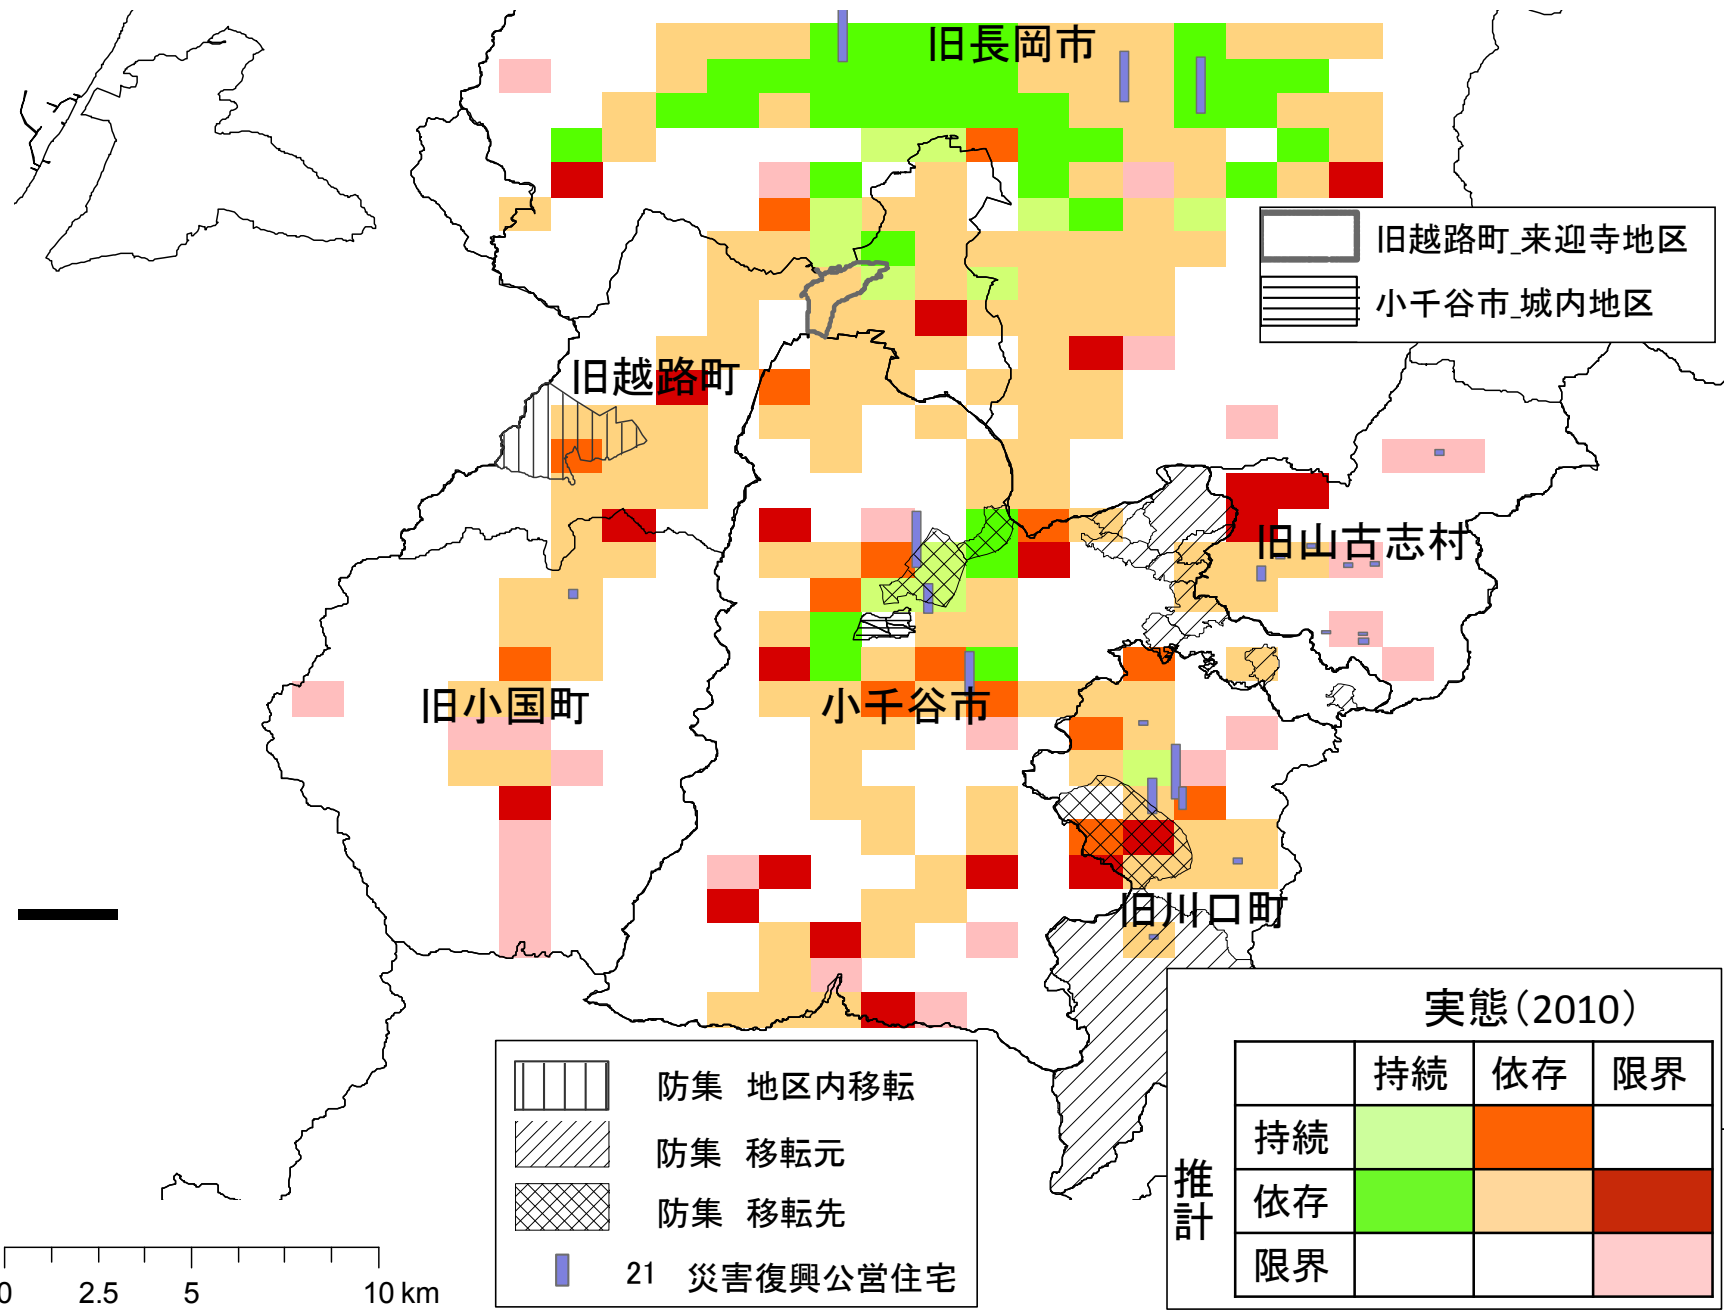 旧長岡市
旧越路町_来迎寺地区
小千谷市_城内地区
旧越路町
旧山古志村
旧小国町
小千谷市
旧川口町
防集 地区内移転
防集 移転元
防集 移転先
21 災害復興公営住宅
実態(2010)
持続 依存 限界
持続
推計
依存
限界
0 2.5 5 10 km